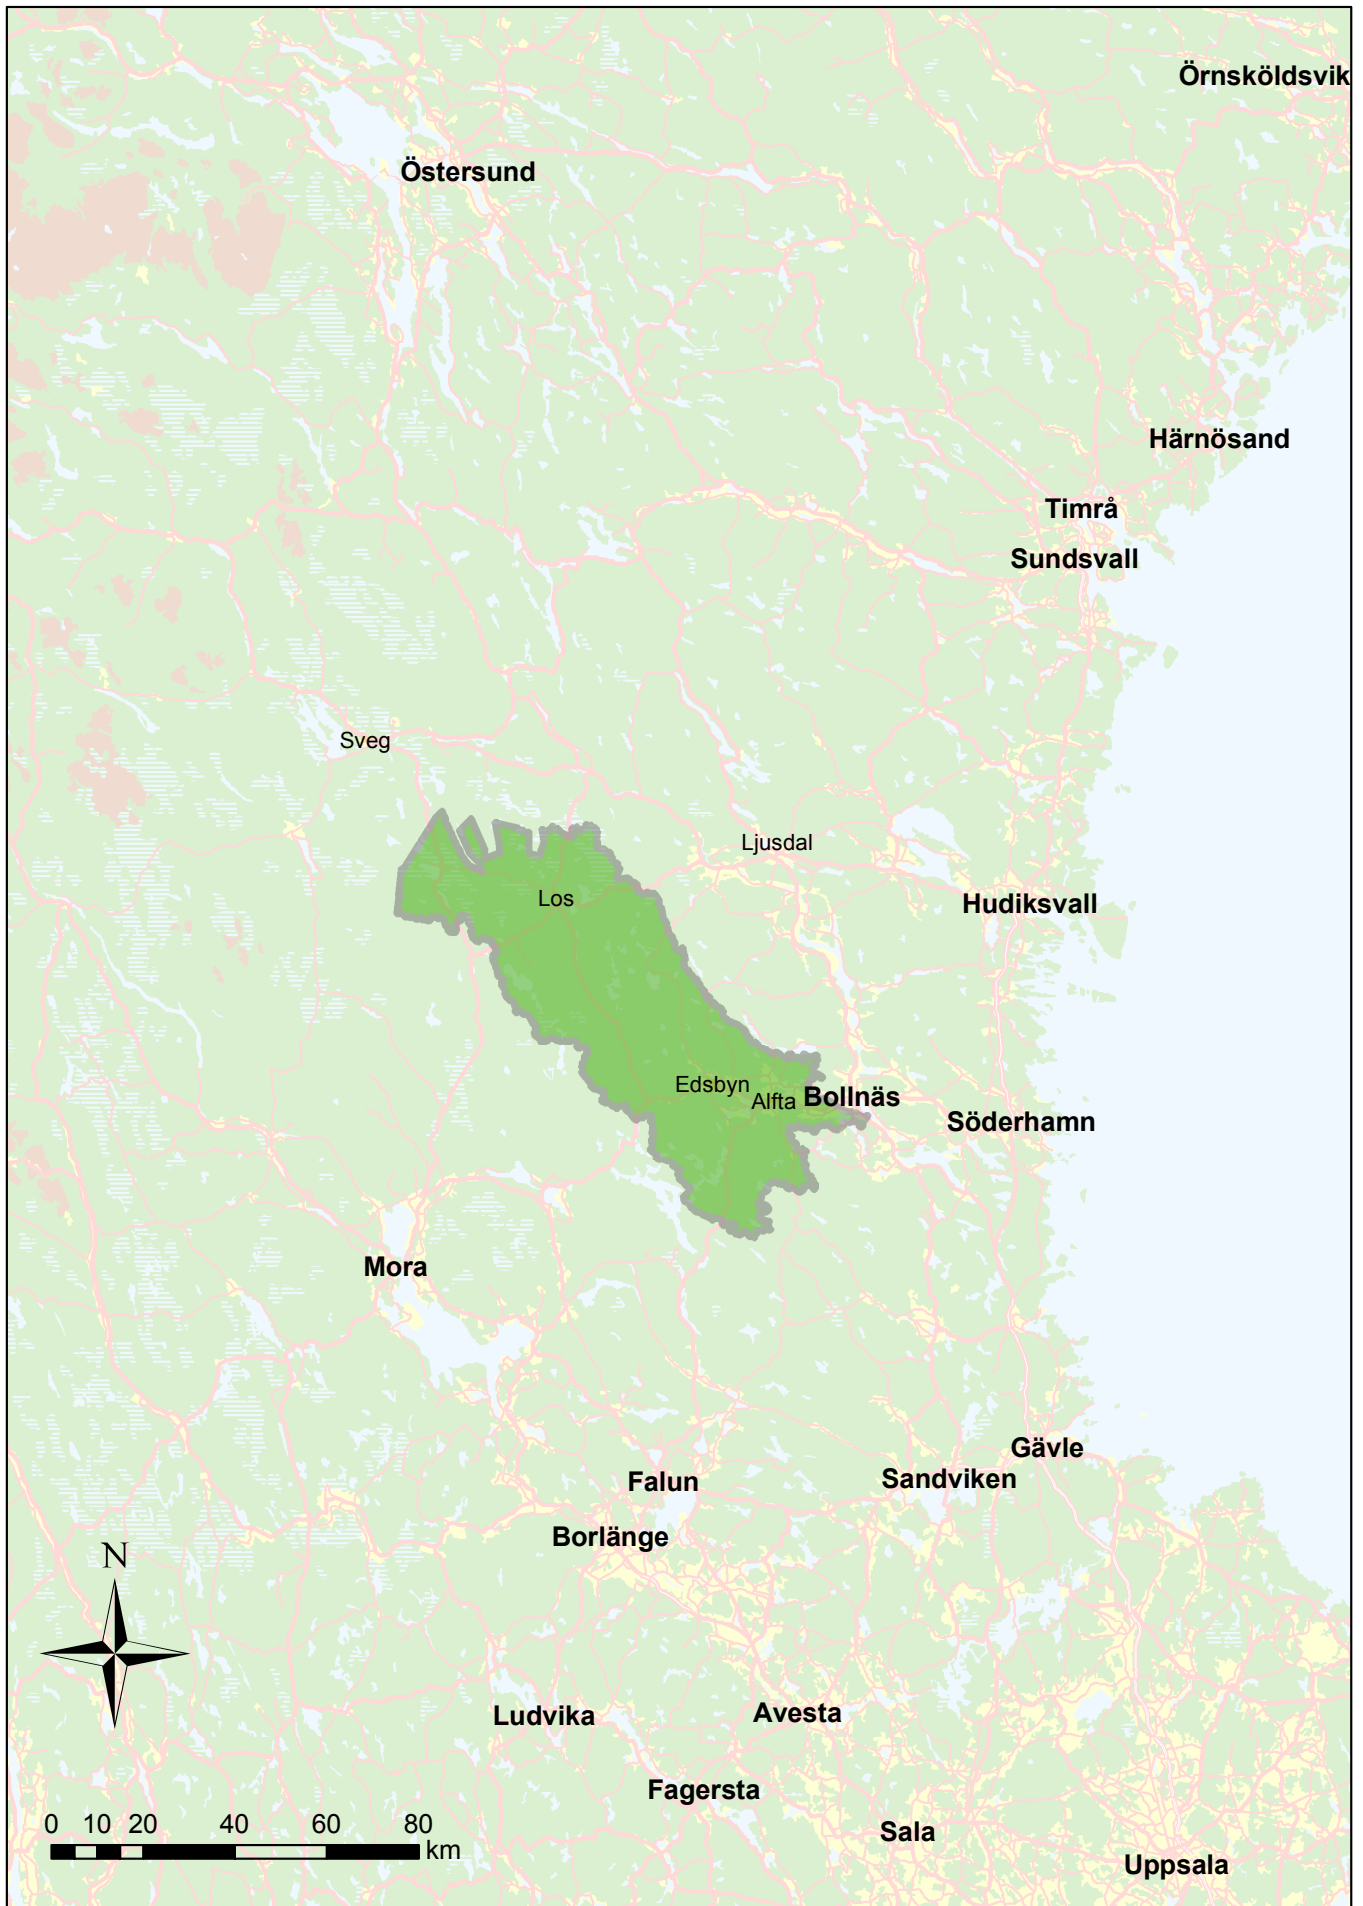 Örnsköldsvik
Östersund
Härnösand
Timrå
Sundsvall
Sveg
Ljusdal
Los
Hudiksvall
Edsbyn
Alfta
Bollnäs
Söderhamn
Mora
Gävle
Falun
Sandviken
Borlänge
N
Ludvika
Avesta
Fagersta
0 10 20 40 60 80
km
Sala
Uppsala